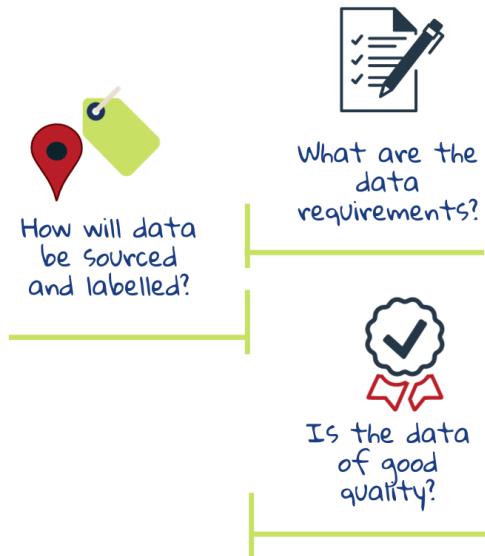 What are the
data
requirements?
How will data
be sourced
and labelled?
Is the data
of good
quality?